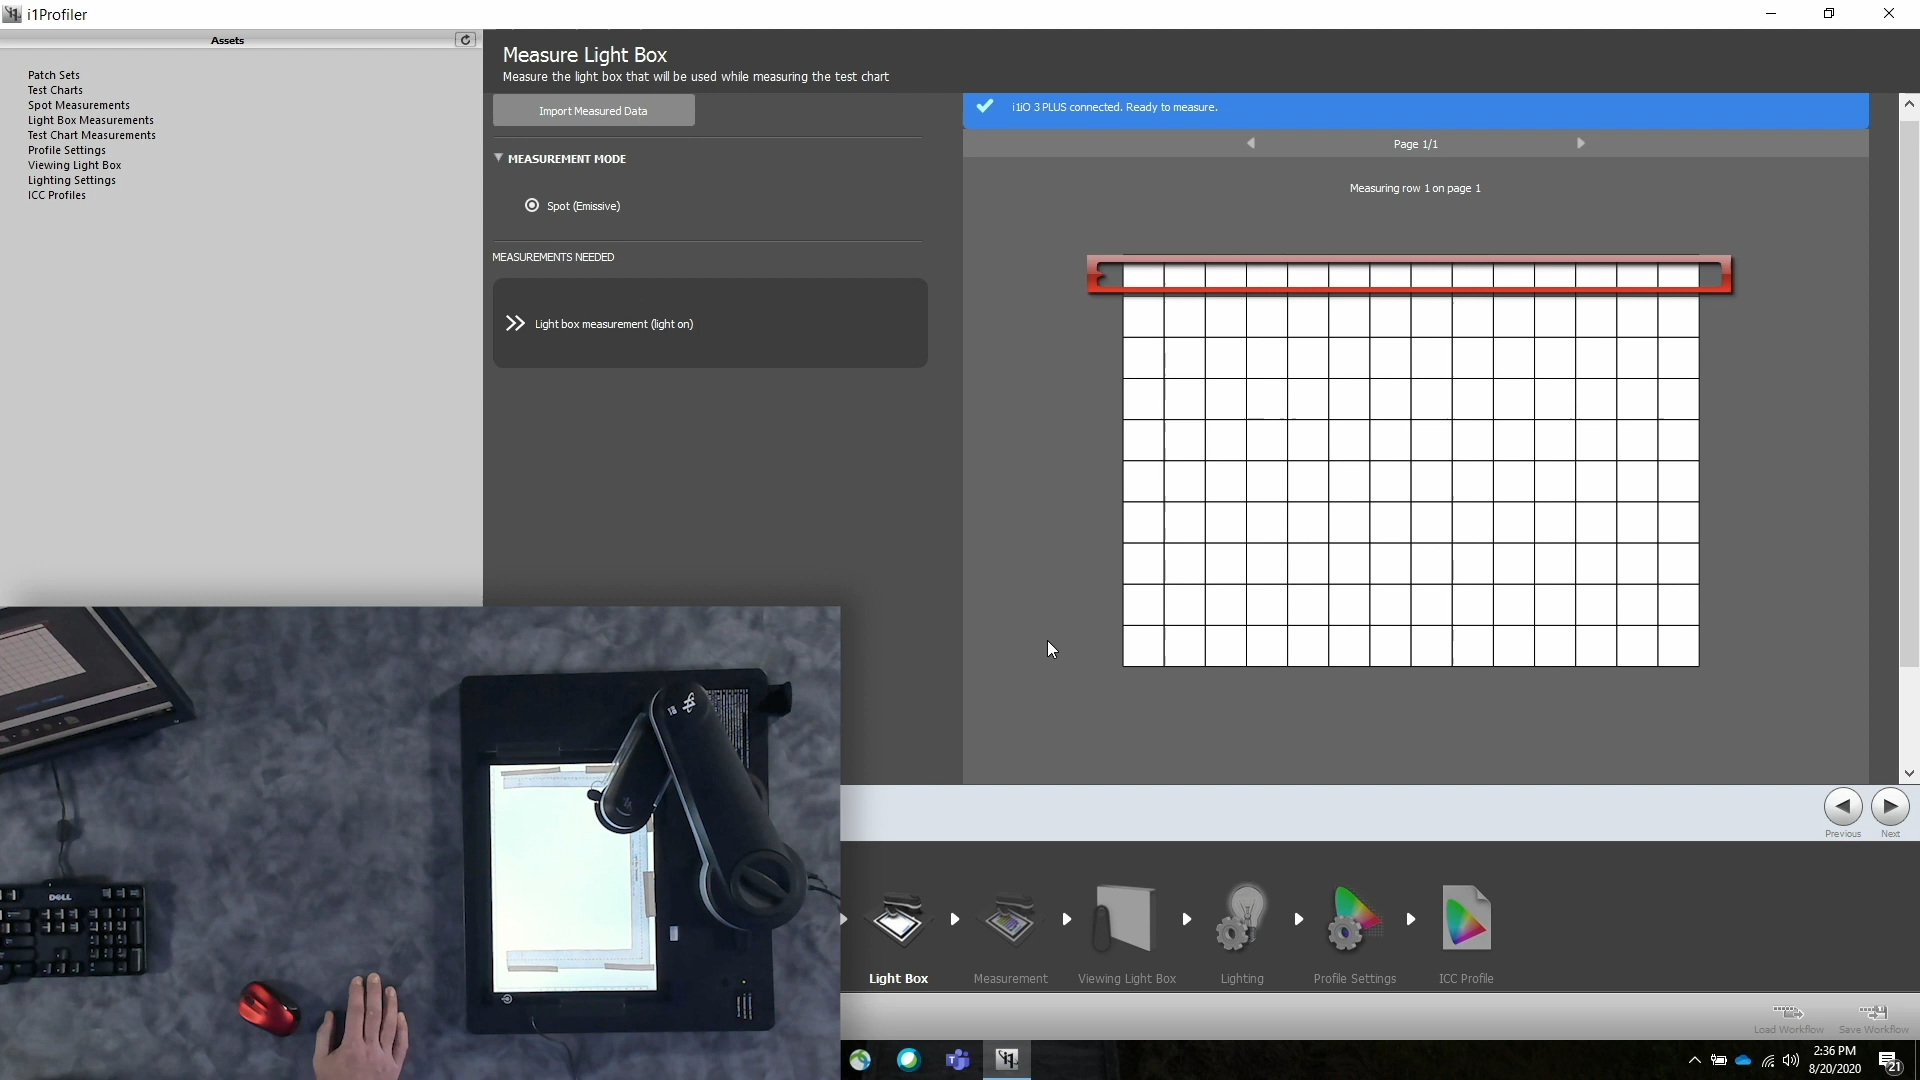 i1Profiler
Assets
Patch Sets
Test Charts
Spot Measurements
Light Box Measurements
Test Chart Measurements
Profile Settings
Viewing Light Box
Lighting Settings
ICC Profiles
Measure Light Box
Measure the light box that will be used while measuring the test chart
Import Measured Data
MEASUREMENT MODE
Spot (Emissive)
MEASUREMENTS NEEDED
Light box measurement (light on)
i1iO 3 PLUS connected. Ready to measure.
Page 1/1
Measuring row 1 on page 1
Previous
Next
DELL
Light Box
Measurement
Viewing Light Box
Lighting
Profile Settings
ICC Profile
Load Workflow
Save Workflow
2:36 PM
8/20/2020
21